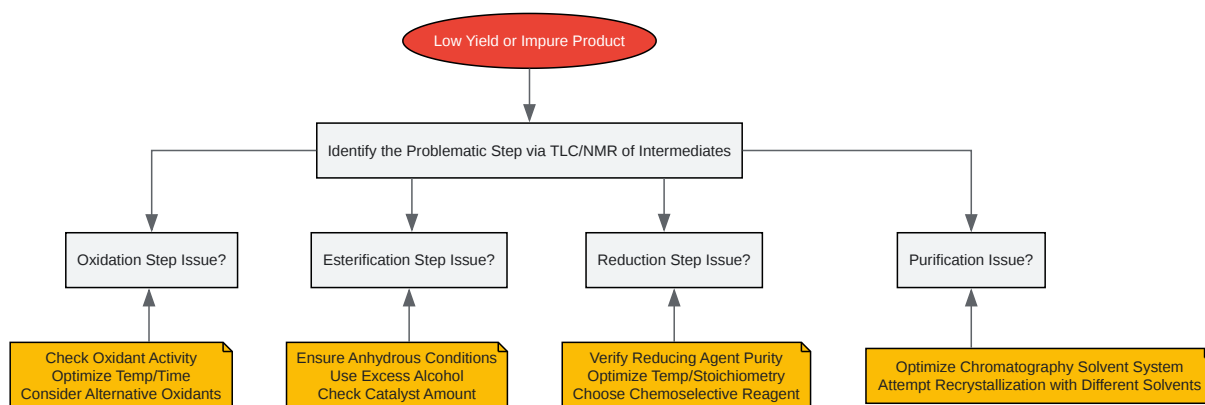 Low Yield or Impure Product
Identify the Problematic Step via TLC/NMR of Intermediates
Oxidation Step Issue?
Esterification Step Issue?
Reduction Step Issue?
Purification Issue?
Check Oxidant Activity
Optimize Temp/Time
Consider Alternative Oxidants
Ensure Anhydrous Conditions
Use Excess Alcohol
Check Catalyst Amount
Verify Reducing Agent Purity
Optimize Temp/Stoichiometry
Choose Chemoselective Reagent
Optimize Chromatography Solvent System
Attempt Recrystallization with Different Solvents